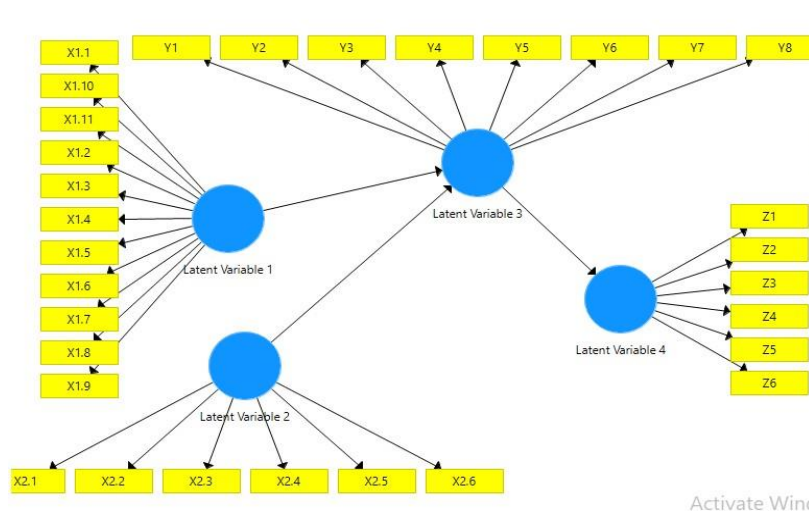 X1.1
Y1
Y2
Y3
Y4
Y5
Y6
Y7
Y8
X1.10
X1.11
X1.2
X1.3
X1.4
X1.5
X1.6
X1.7
X1.8
X1.9
Latent Variable 1
Latent Variable 3
Z1
Z2
Z3
Z4
Z5
Z6
Latent Variable 4
Latent Variable 2
X2.1
X2.2
X2.3
X2.4
X2.5
X2.6
Activate Wind